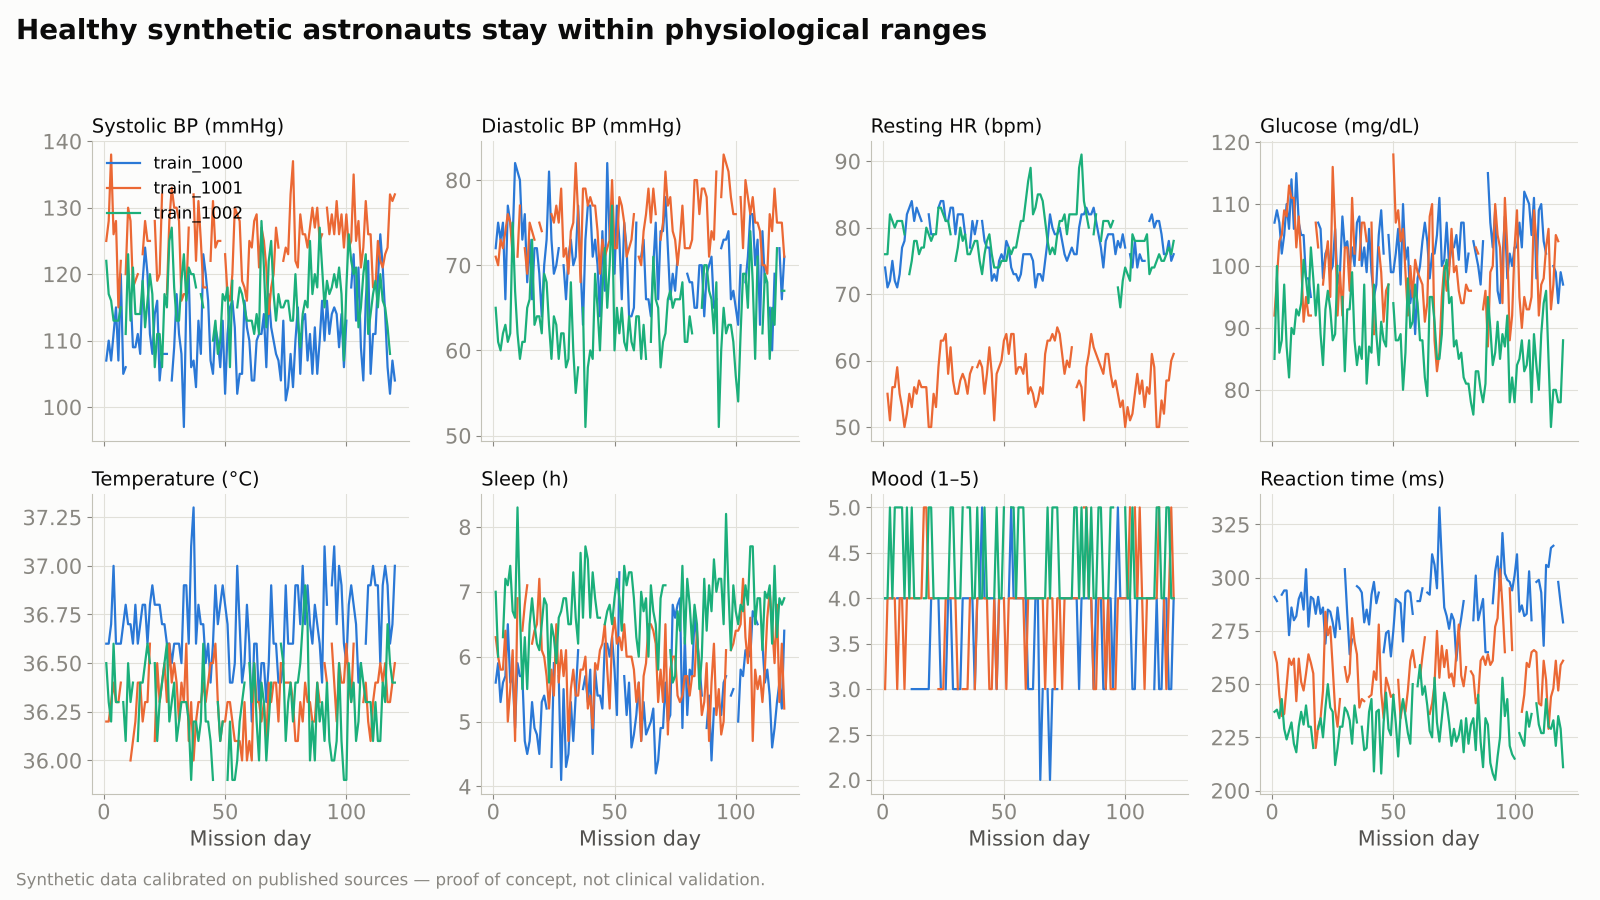 Healthy synthetic astronauts stay within physiological ranges
Systolic BP (mmHg)
140
130
120
110
100
train_1000
train_1001
train_1002
Diastolic BP (mmHg)
80
70
60
50
Resting HR (bpm)
90
80
70
60
50
Glucose (mg/dL)
120
110
100
90
80
Temperature (°C)
37.25
37.00
36.75
36.50
36.25
36.00
0 50 100
Mission day
Sleep (h)
8
7
6
5
4
0 50 100
Mission day
Mood (1–5)
5.0
4.5
4.0
3.5
3.0
2.5
2.0
0 50 100
Mission day
Reaction time (ms)
325
300
275
250
225
200
0 50 100
Mission day
Synthetic data calibrated on published sources — proof of concept, not clinical validation.